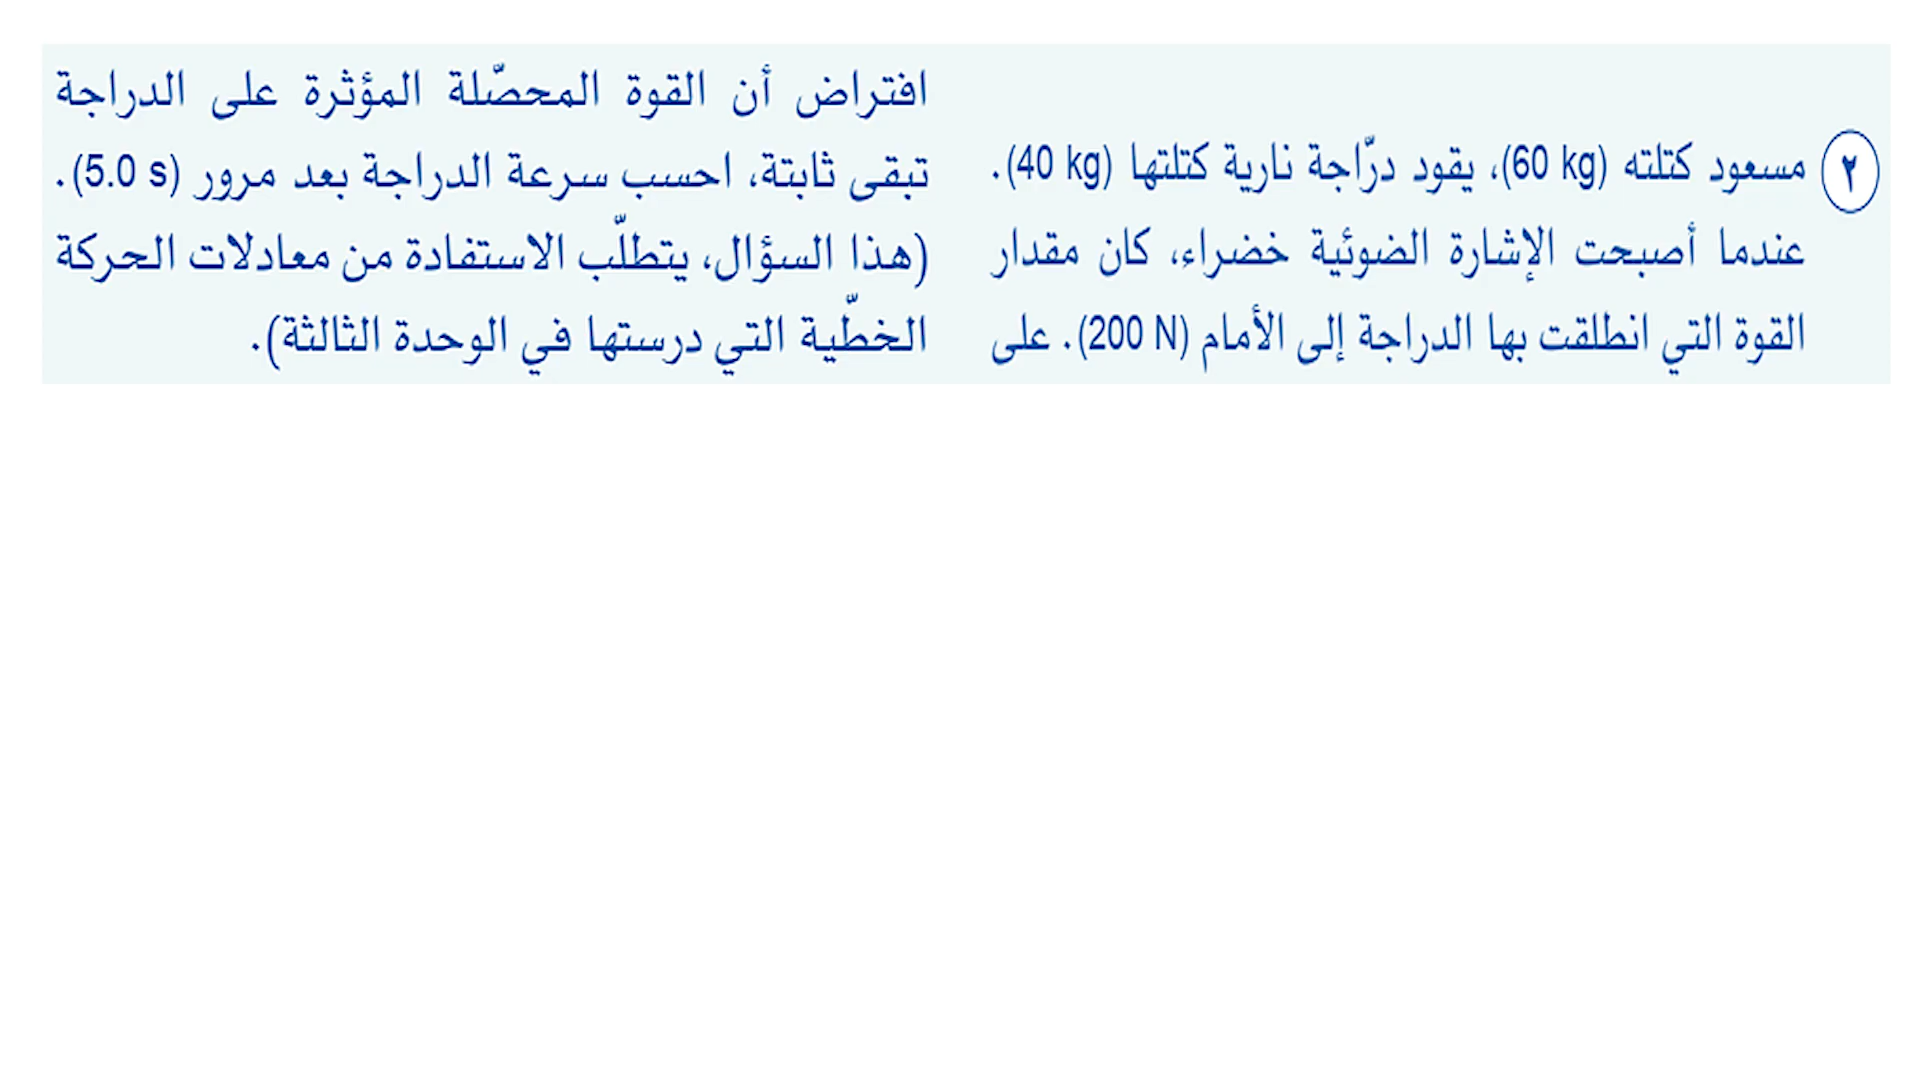 ٢ مسعود كتلته (60 kg)، يقود درّاجة نارية كتلتها (40 kg).
عندما أصبحت الإشارة الضوئية خضراء، كان مقدار
القوة التي انطلقت بها الدراجة إلى الأمام (200 N). على
افتراض أن القوة المحصّلة المؤثرة على الدراجة
تبقى ثابتة، احسب سرعة الدراجة بعد مرور (5.0 s).
(هذا السؤال، يتطلّب الاستفادة من معادلات الحركة
الخطّية التي درستها في الوحدة الثالثة).